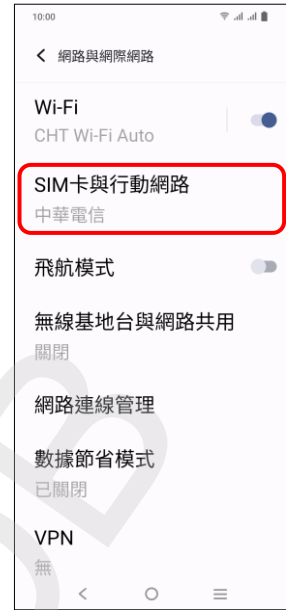 10:00
網路與網際網路
Wi-Fi
CHT Wi-Fi Auto
SIM卡與行動網路
中華電信
飛航模式
無線基地台與網路共用
關閉
網路連線管理
數據節省模式
已關閉
VPN
無